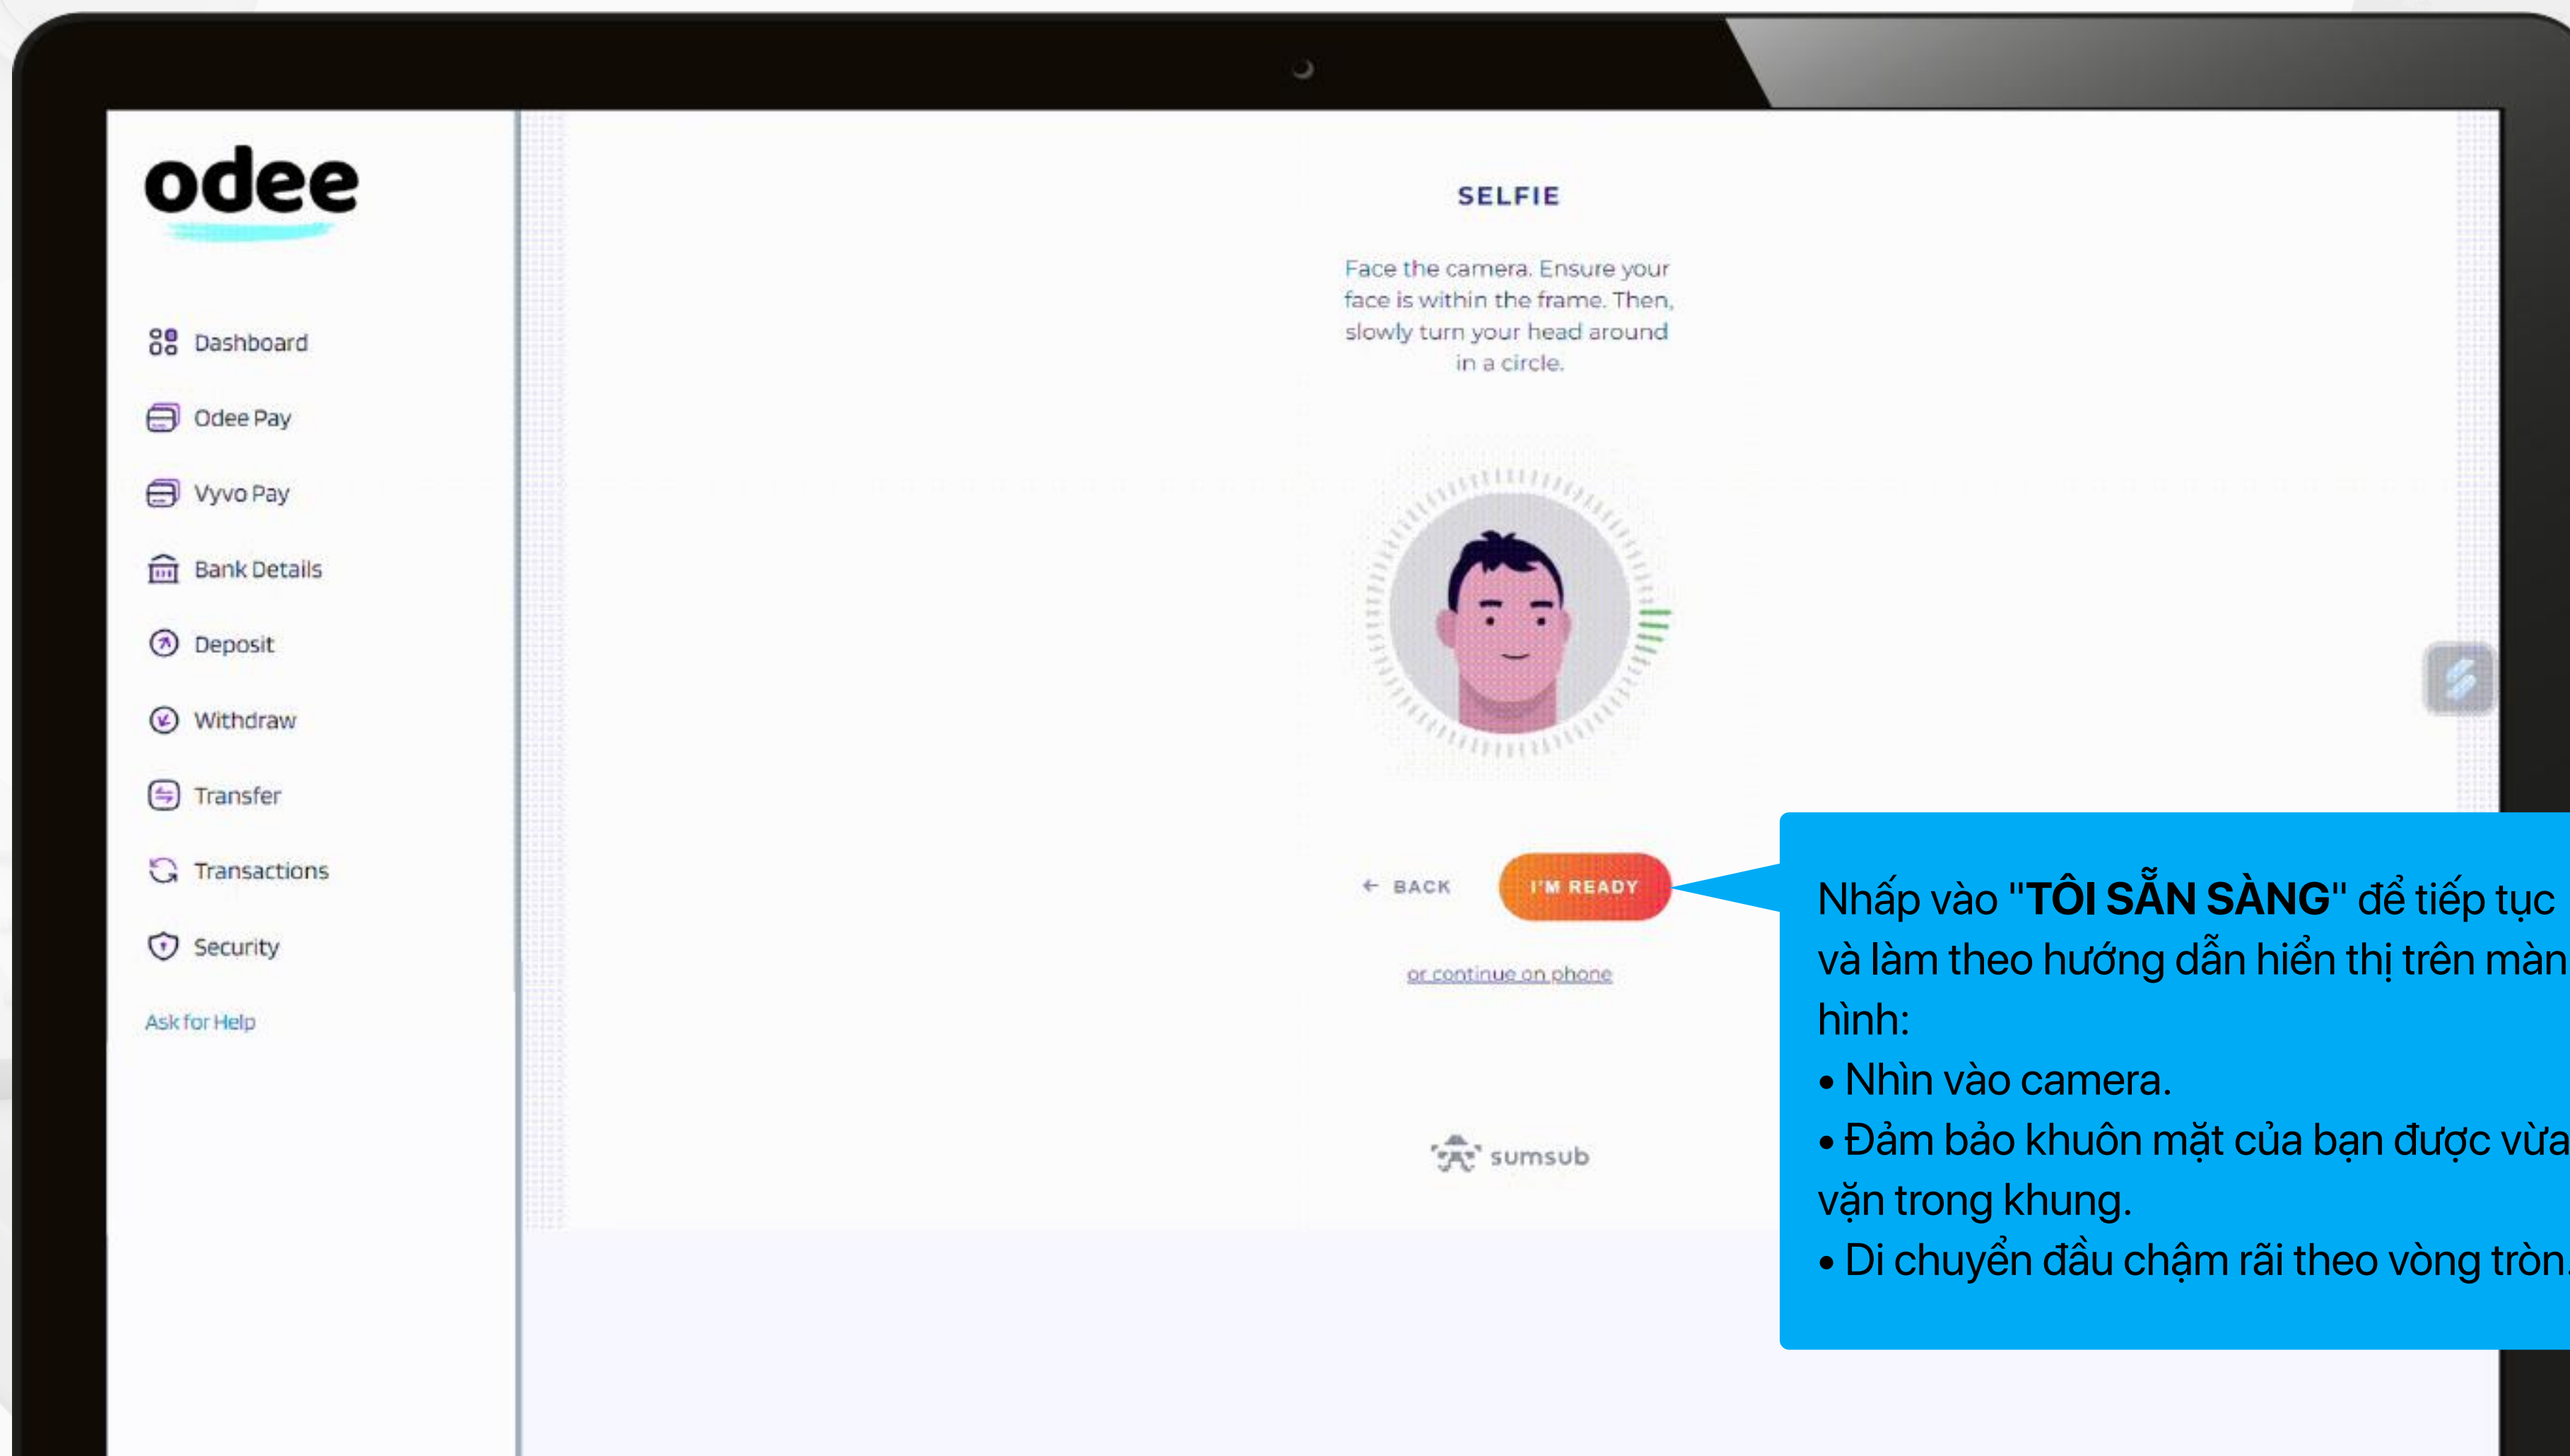 odee
Dashboard
Odee Pay
Vyvo Pay
Bank Details
Deposit
Withdraw
Transfer
Transactions
Security
Ask for Help
SELFIE
Face the camera. Ensure your
face is within the frame. Then,
slowly turn your head around
in a circle.
← BACK
I'M READY
or continue on phone
sumsub
Nhấp vào "TÔI SẴN SÀNG" để tiếp tục
và làm theo hướng dẫn hiển thị trên màn
hình:
• Nhìn vào camera.
• Đảm bảo khuôn mặt của bạn được vừa
vặn trong khung.
• Di chuyển đầu chậm rãi theo vòng tròn.